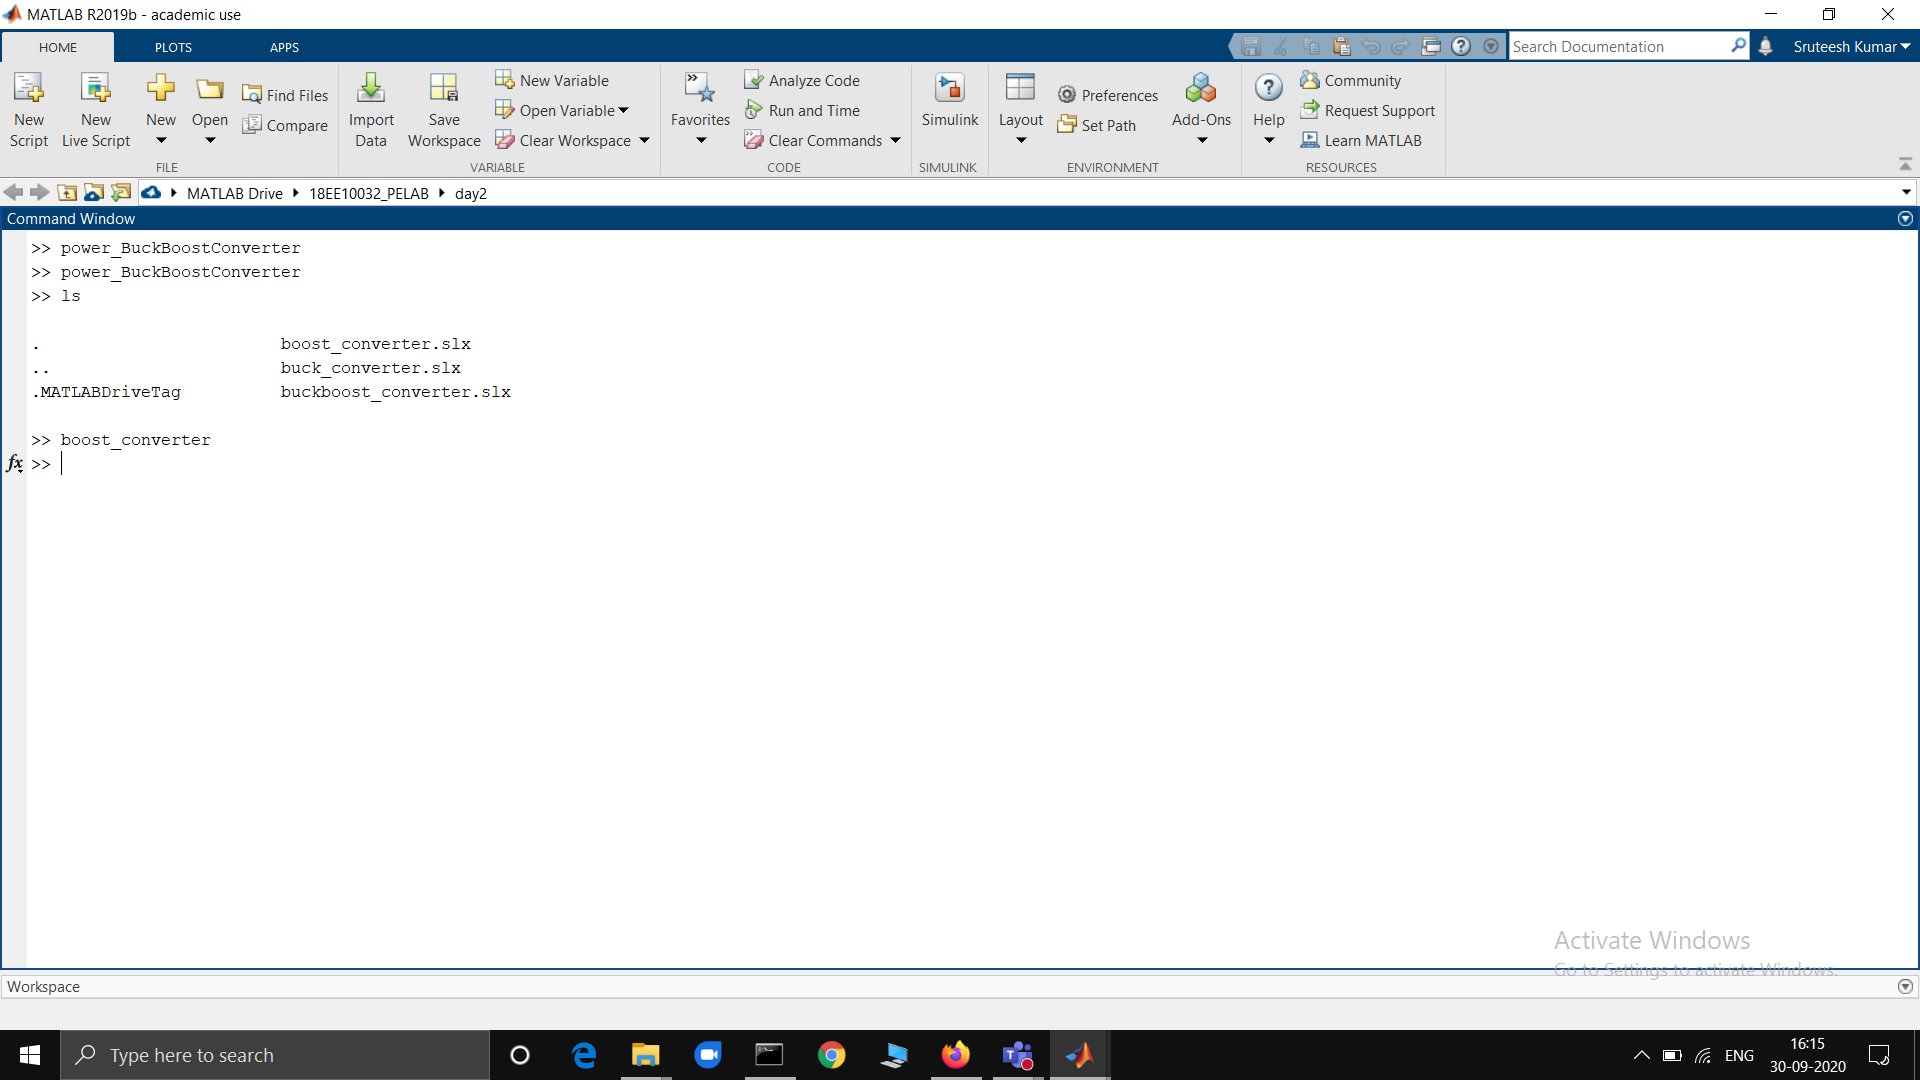 MATLAB R2019b - academic use
HOME PLOTS APPS
Search Documentation
Sruteesh Kumar
New Script
New Live Script
New
Open
Find Files
Compare
FILE
Import Data
Save Workspace
New Variable
Open Variable
Clear Workspace
VARIABLE
Favorites
Analyze Code
Run and Time
Clear Commands
CODE
Simulink
SIMULINK
Layout
Preferences
Set Path
Add-Ons
ENVIRONMENT
Help
Community
Request Support
Learn MATLAB
RESOURCES
MATLAB Drive 18EE10032_PELAB day2
Command Window
>> power_BuckBoostConverter
>> power_BuckBoostConverter
>> ls
. boost_converter.slx
.. buck_converter.slx
.MATLABDriveTag buckboost_converter.slx
>> boost_converter
fx >>
Activate Windows
Go to Settings to activate Windows.
Workspace
Type here to search
ENG
16:15
30-09-2020